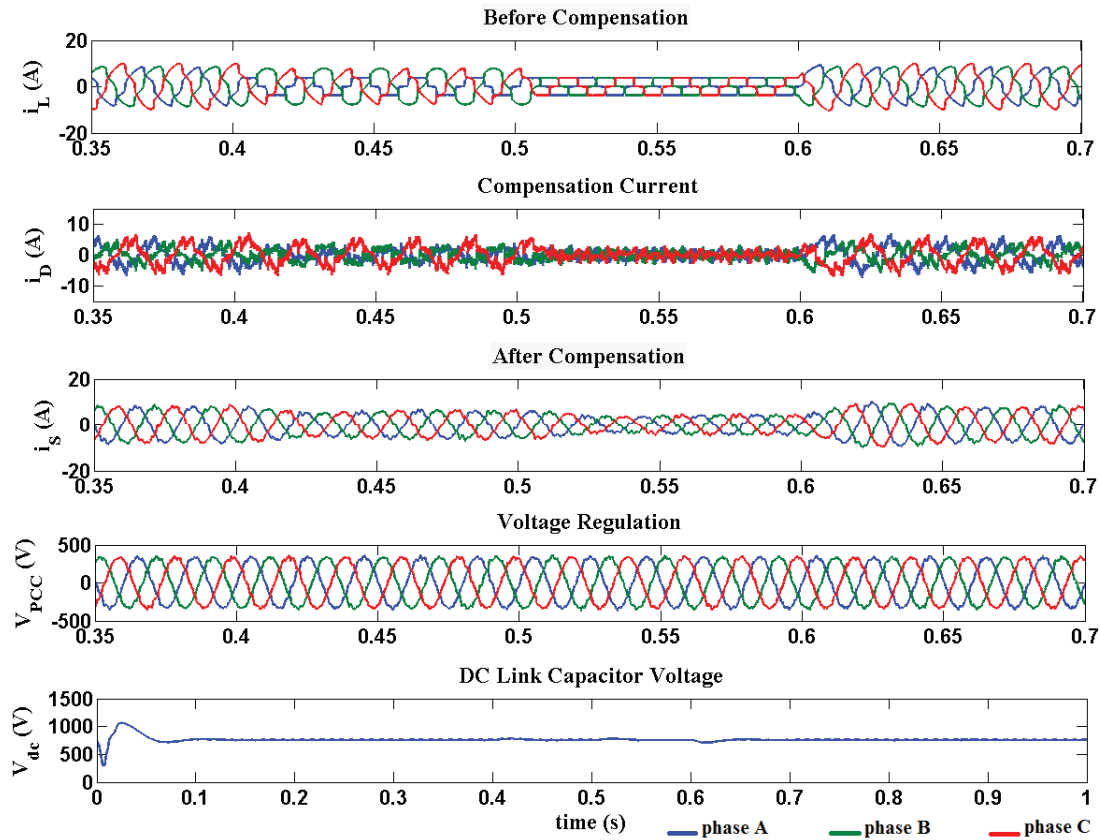 Before Compensation
i_L (A)
20
0
-20
0.35 0.4 0.45 0.5 0.55 0.6 0.65 0.7
Compensation Current
i_D (A)
10
0
-10
0.35 0.4 0.45 0.5 0.55 0.6 0.65 0.7
After Compensation
i_S (A)
20
0
-20
0.35 0.4 0.45 0.5 0.55 0.6 0.65 0.7
Voltage Regulation
V_PCC (V)
500
0
-500
0.35 0.4 0.45 0.5 0.55 0.6 0.65 0.7
DC Link Capacitor Voltage
V_dc (V)
1500
1000
500
0
0 0.1 0.2 0.3 0.4 0.5 0.6 0.7 0.8 0.9 1
time (s)
phase A phase B phase C